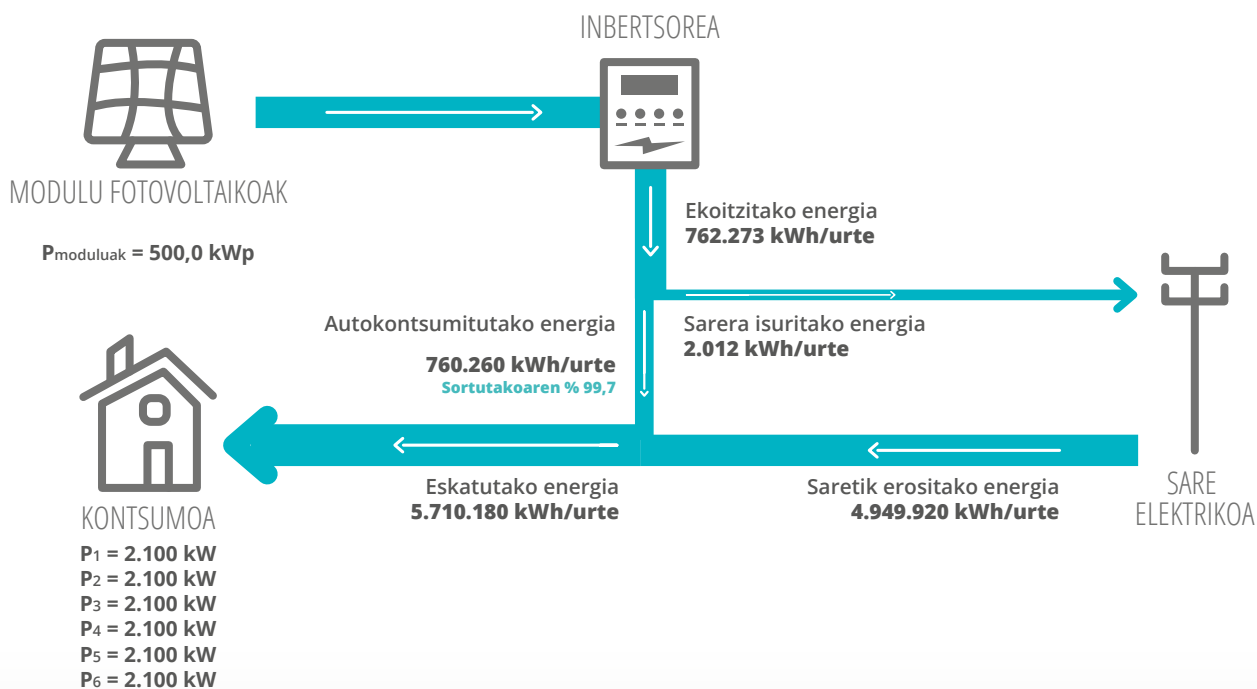 INBERTSOREA
MODULU FOTOVOLTAIKOAK
Pmoduluak = 500,0 kWp
Ekoitzitako energia
762.273 kWh/urte
Autokontsumitutako energia
760.260 kWh/urte
Sortutakoaren % 99,7
Sarera isuritako energia
2.012 kWh/urte
Eskatutako energia
5.710.180 kWh/urte
Saretik erositako energia
4.949.920 kWh/urte
SARE
ELEKTRIKOA
KONTSUMOA
P1 = 2.100 kW
P2 = 2.100 kW
P3 = 2.100 kW
P4 = 2.100 kW
P5 = 2.100 kW
P6 = 2.100 kW